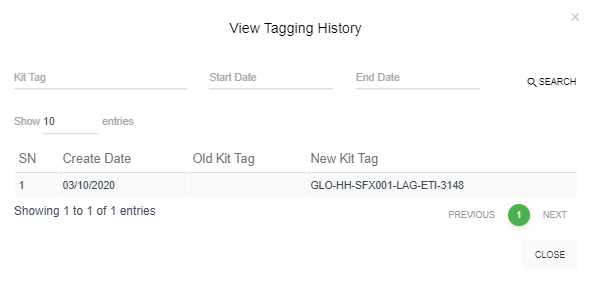 ×
View Tagging History
Kit Tag Start Date End Date SEARCH
Show 10 entries
SN Create Date Old Kit Tag New Kit Tag
1 03/10/2020 GLO-HH-SFX001-LAG-ETI-3148
Showing 1 to 1 of 1 entries
PREVIOUS 1 NEXT
CLOSE